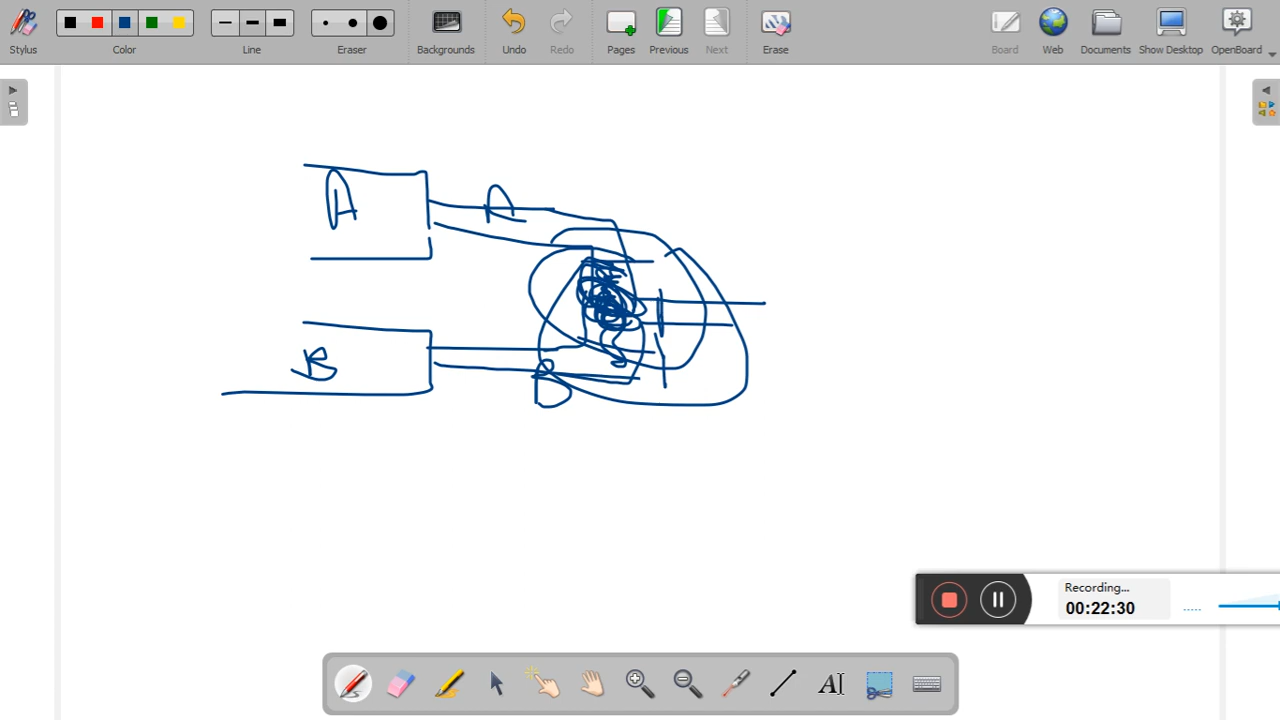 Stylus Color Line Eraser Backgrounds Undo Redo Pages Previous Next Erase Board Web Documents Show Desktop OpenBoard
A
A
B
B
Recording...
00:22:30
AI